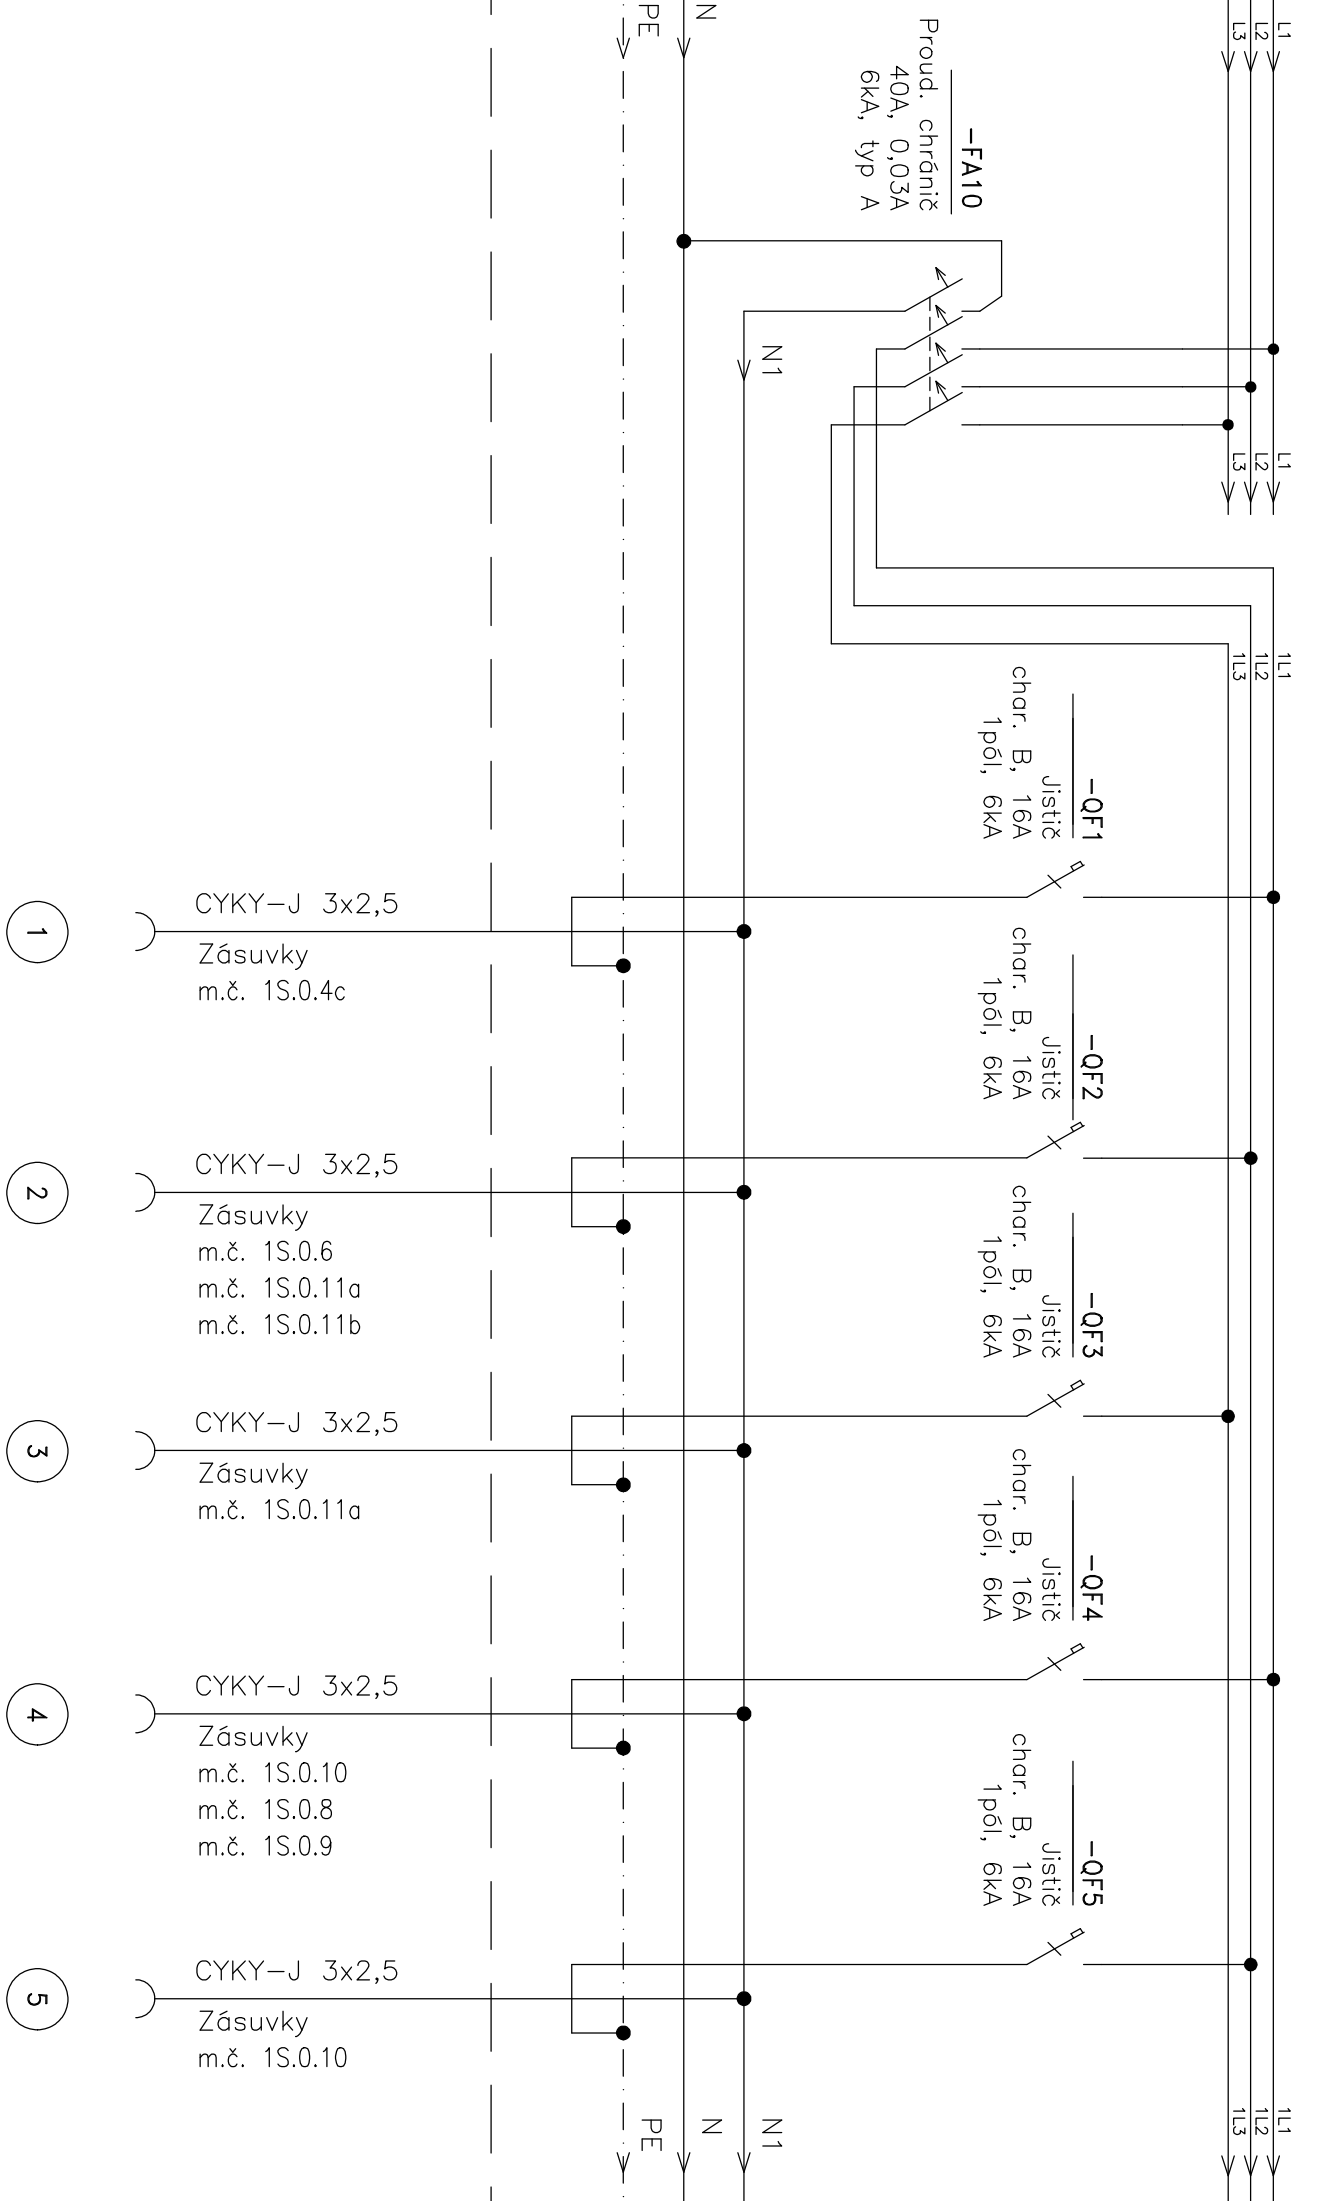 L1
L2
L3
N
PE
-FA10
Proud. chránič
40A, 0,03A
6kA, typ A
N1
L1
L2
L3
1L1
1L2
1L3
-QF1
Jistič
char. B, 16A
1pól, 6kA
-QF2
Jistič
char. B, 16A
1pól, 6kA
-QF3
Jistič
char. B, 16A
1pól, 6kA
-QF4
Jistič
char. B, 16A
1pól, 6kA
-QF5
Jistič
char. B, 16A
1pól, 6kA
CYKY-J 3x2,5
Zásuvky
m.č. 1S.0.4c
1
CYKY-J 3x2,5
Zásuvky
m.č. 1S.0.6
m.č. 1S.0.11a
m.č. 1S.0.11b
2
CYKY-J 3x2,5
Zásuvky
m.č. 1S.0.11a
3
CYKY-J 3x2,5
Zásuvky
m.č. 1S.0.10
m.č. 1S.0.8
m.č. 1S.0.9
4
CYKY-J 3x2,5
Zásuvky
m.č. 1S.0.10
5
1L1
1L2
1L3
N1
N
PE